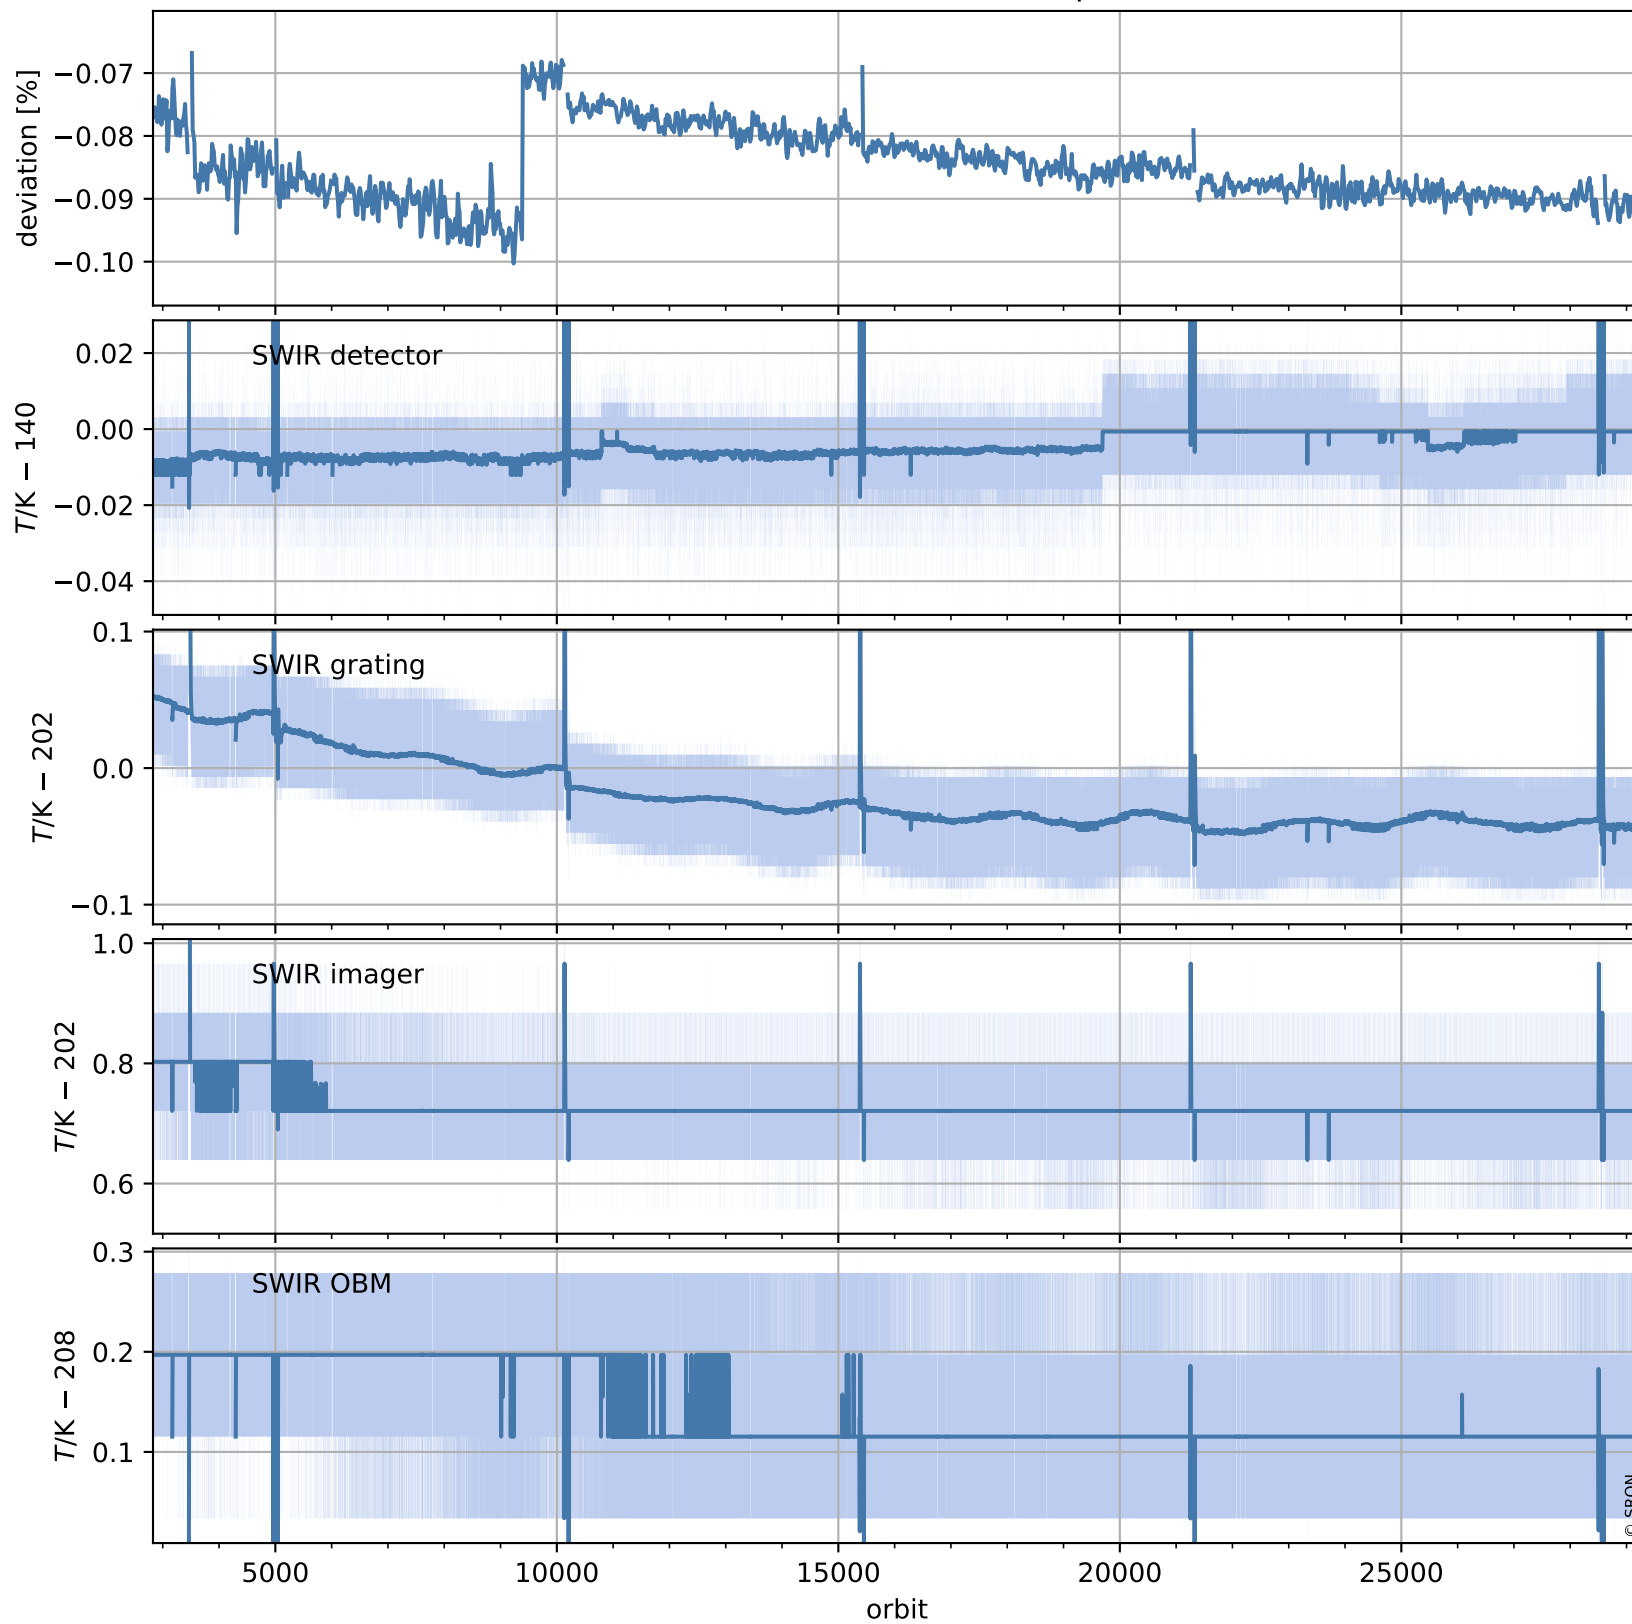 deviation [%]
−0.07
−0.08
−0.09
−0.10
SWIR detector
T/K − 140
0.02
0.00
−0.02
−0.04
SWIR grating
T/K − 202
0.1
0.0
−0.1
SWIR imager
T/K − 202
1.0
0.8
0.6
SWIR OBM
T/K − 208
0.3
0.2
0.1
5000 10000 15000 20000 25000
orbit
© SRON